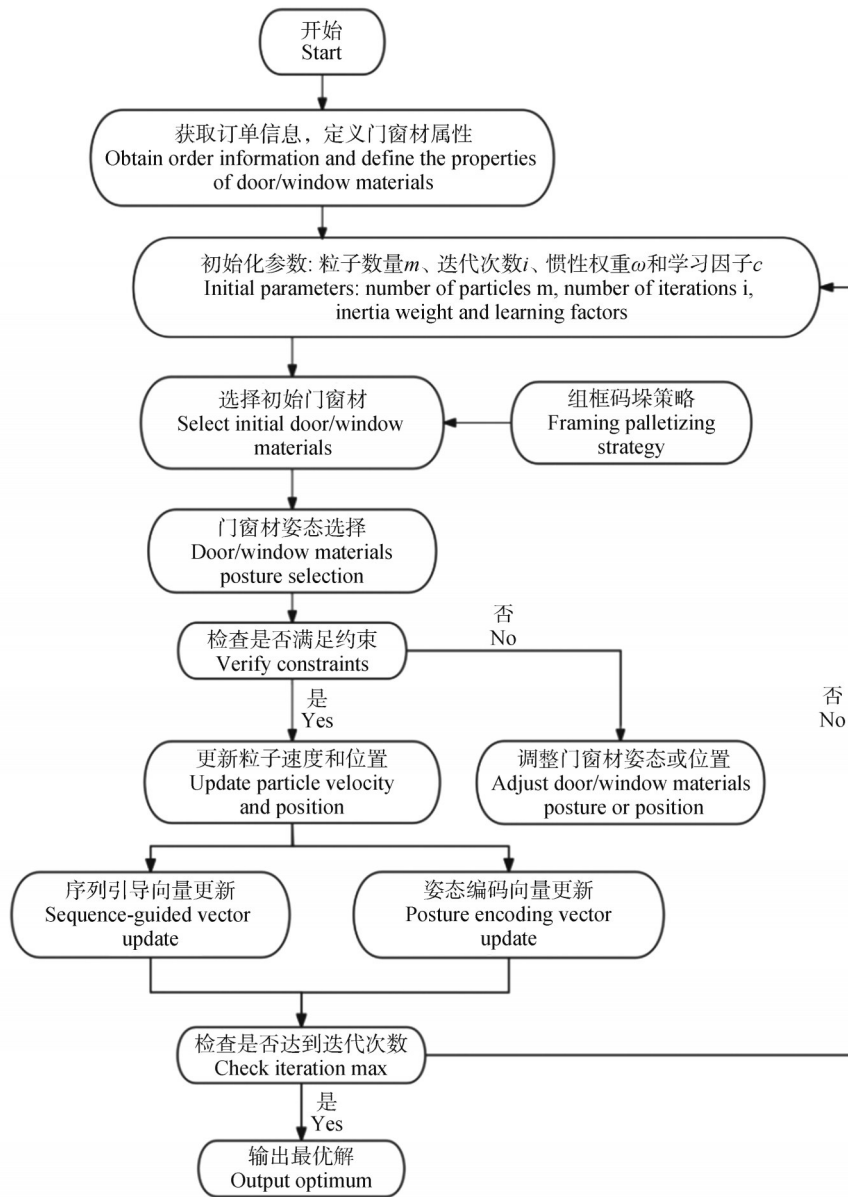 开始
Start
获取订单信息，定义门窗材属性
Obtain order information and define the properties
of door/window materials
初始化参数: 粒子数量m、迭代次数i、惯性权重ω和学习因子c
Initial parameters: number of particles m, number of iterations i,
inertia weight and learning factors
选择初始门窗材
Select initial door/window
materials
组框码垛策略
Framing palletizing
strategy
门窗材姿态选择
Door/window materials
posture selection
否
No
检查是否满足约束
Verify constraints
是
Yes
否
No
更新粒子速度和位置
Update particle velocity
and position
调整门窗材姿态或位置
Adjust door/window materials
posture or position
序列引导向量更新
Sequence-guided vector
update
姿态编码向量更新
Posture encoding vector
update
检查是否达到迭代次数
Check iteration max
是
Yes
输出最优解
Output optimum